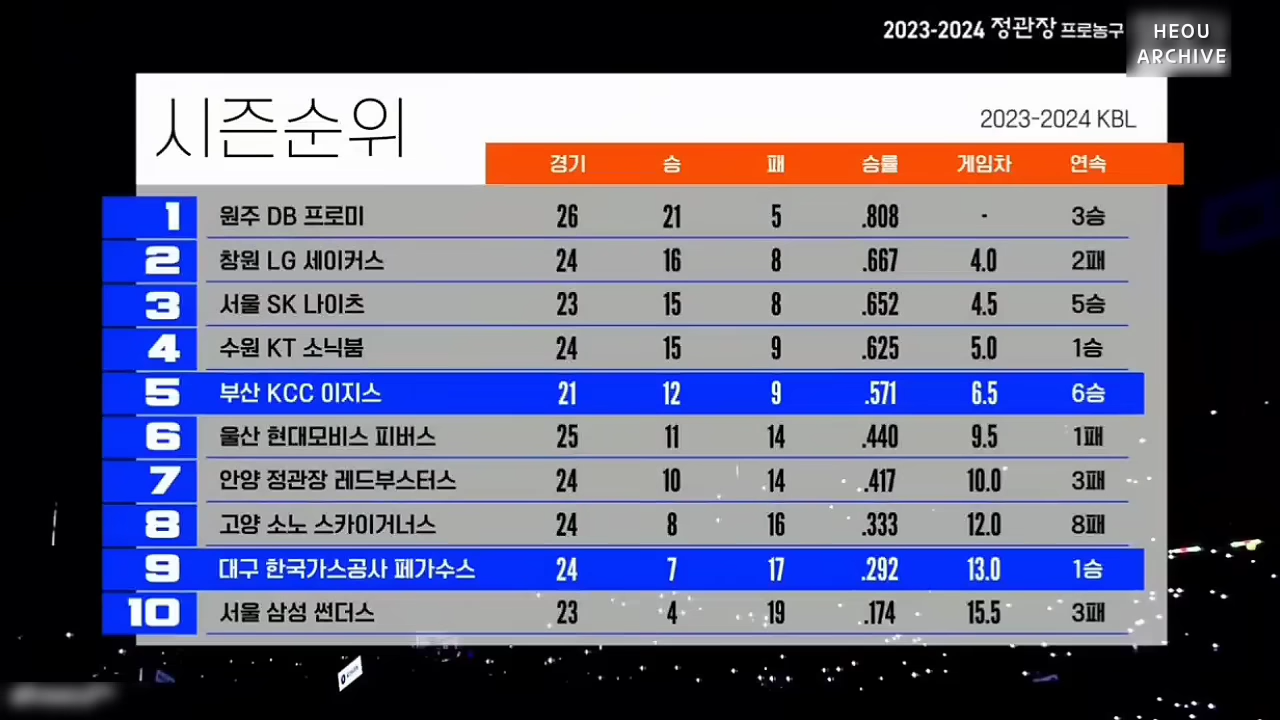 2023-2024 정관장 프로농구
HEOU
ARCHIVE
시즌순위
2023-2024 KBL
경기 승 패 승률 게임차 연속
1 원주 DB 프로미 26 21 5 .808 - 3승
2 창원 LG 세이커스 24 16 8 .667 4.0 2패
3 서울 SK 나이츠 23 15 8 .652 4.5 5승
4 수원 KT 소닉붐 24 15 9 .625 5.0 1승
5 부산 KCC 이지스 21 12 9 .571 6.5 6승
6 울산 현대모비스 피버스 25 11 14 .440 9.5 1패
7 안양 정관장 레드부스터스 24 10 14 .417 10.0 3패
8 고양 소노 스카이거너스 24 8 16 .333 12.0 8패
9 대구 한국가스공사 페가수스 24 7 17 .292 13.0 1승
10 서울 삼성 썬더스 23 4 19 .174 15.5 3패